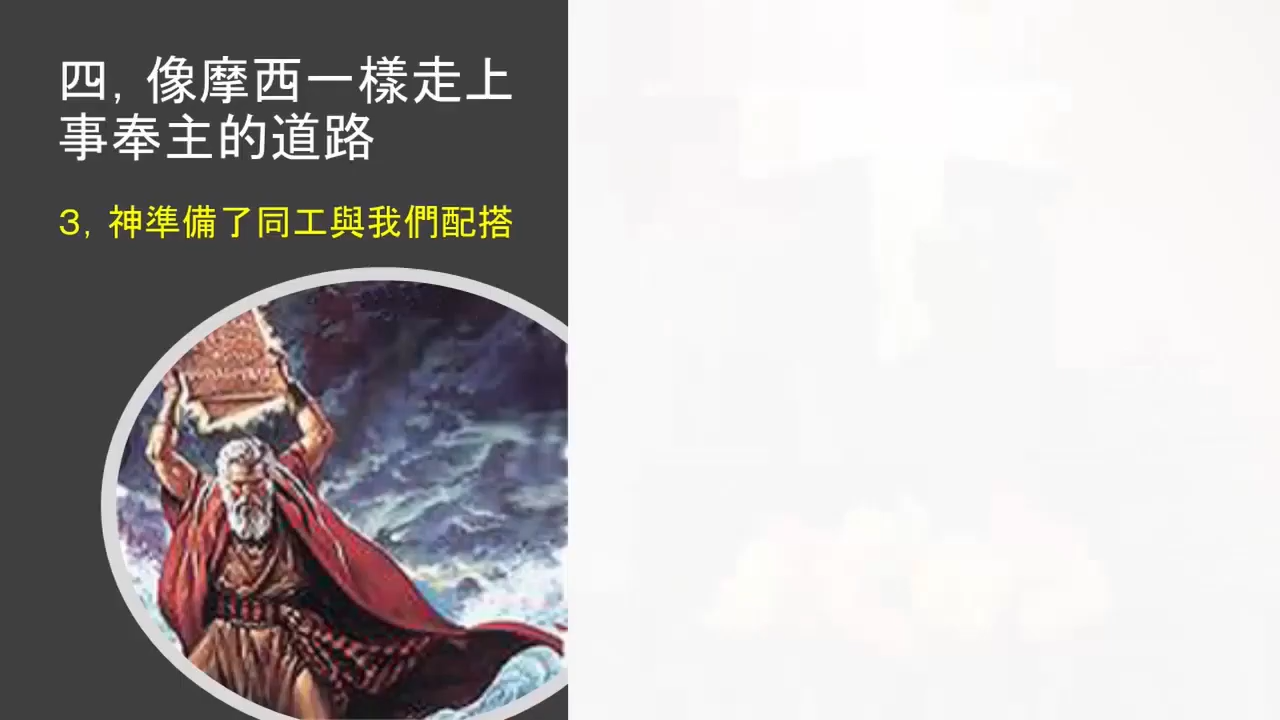 四，像摩西一樣走上
事奉主的道路
3，神準備了同工與我們配搭